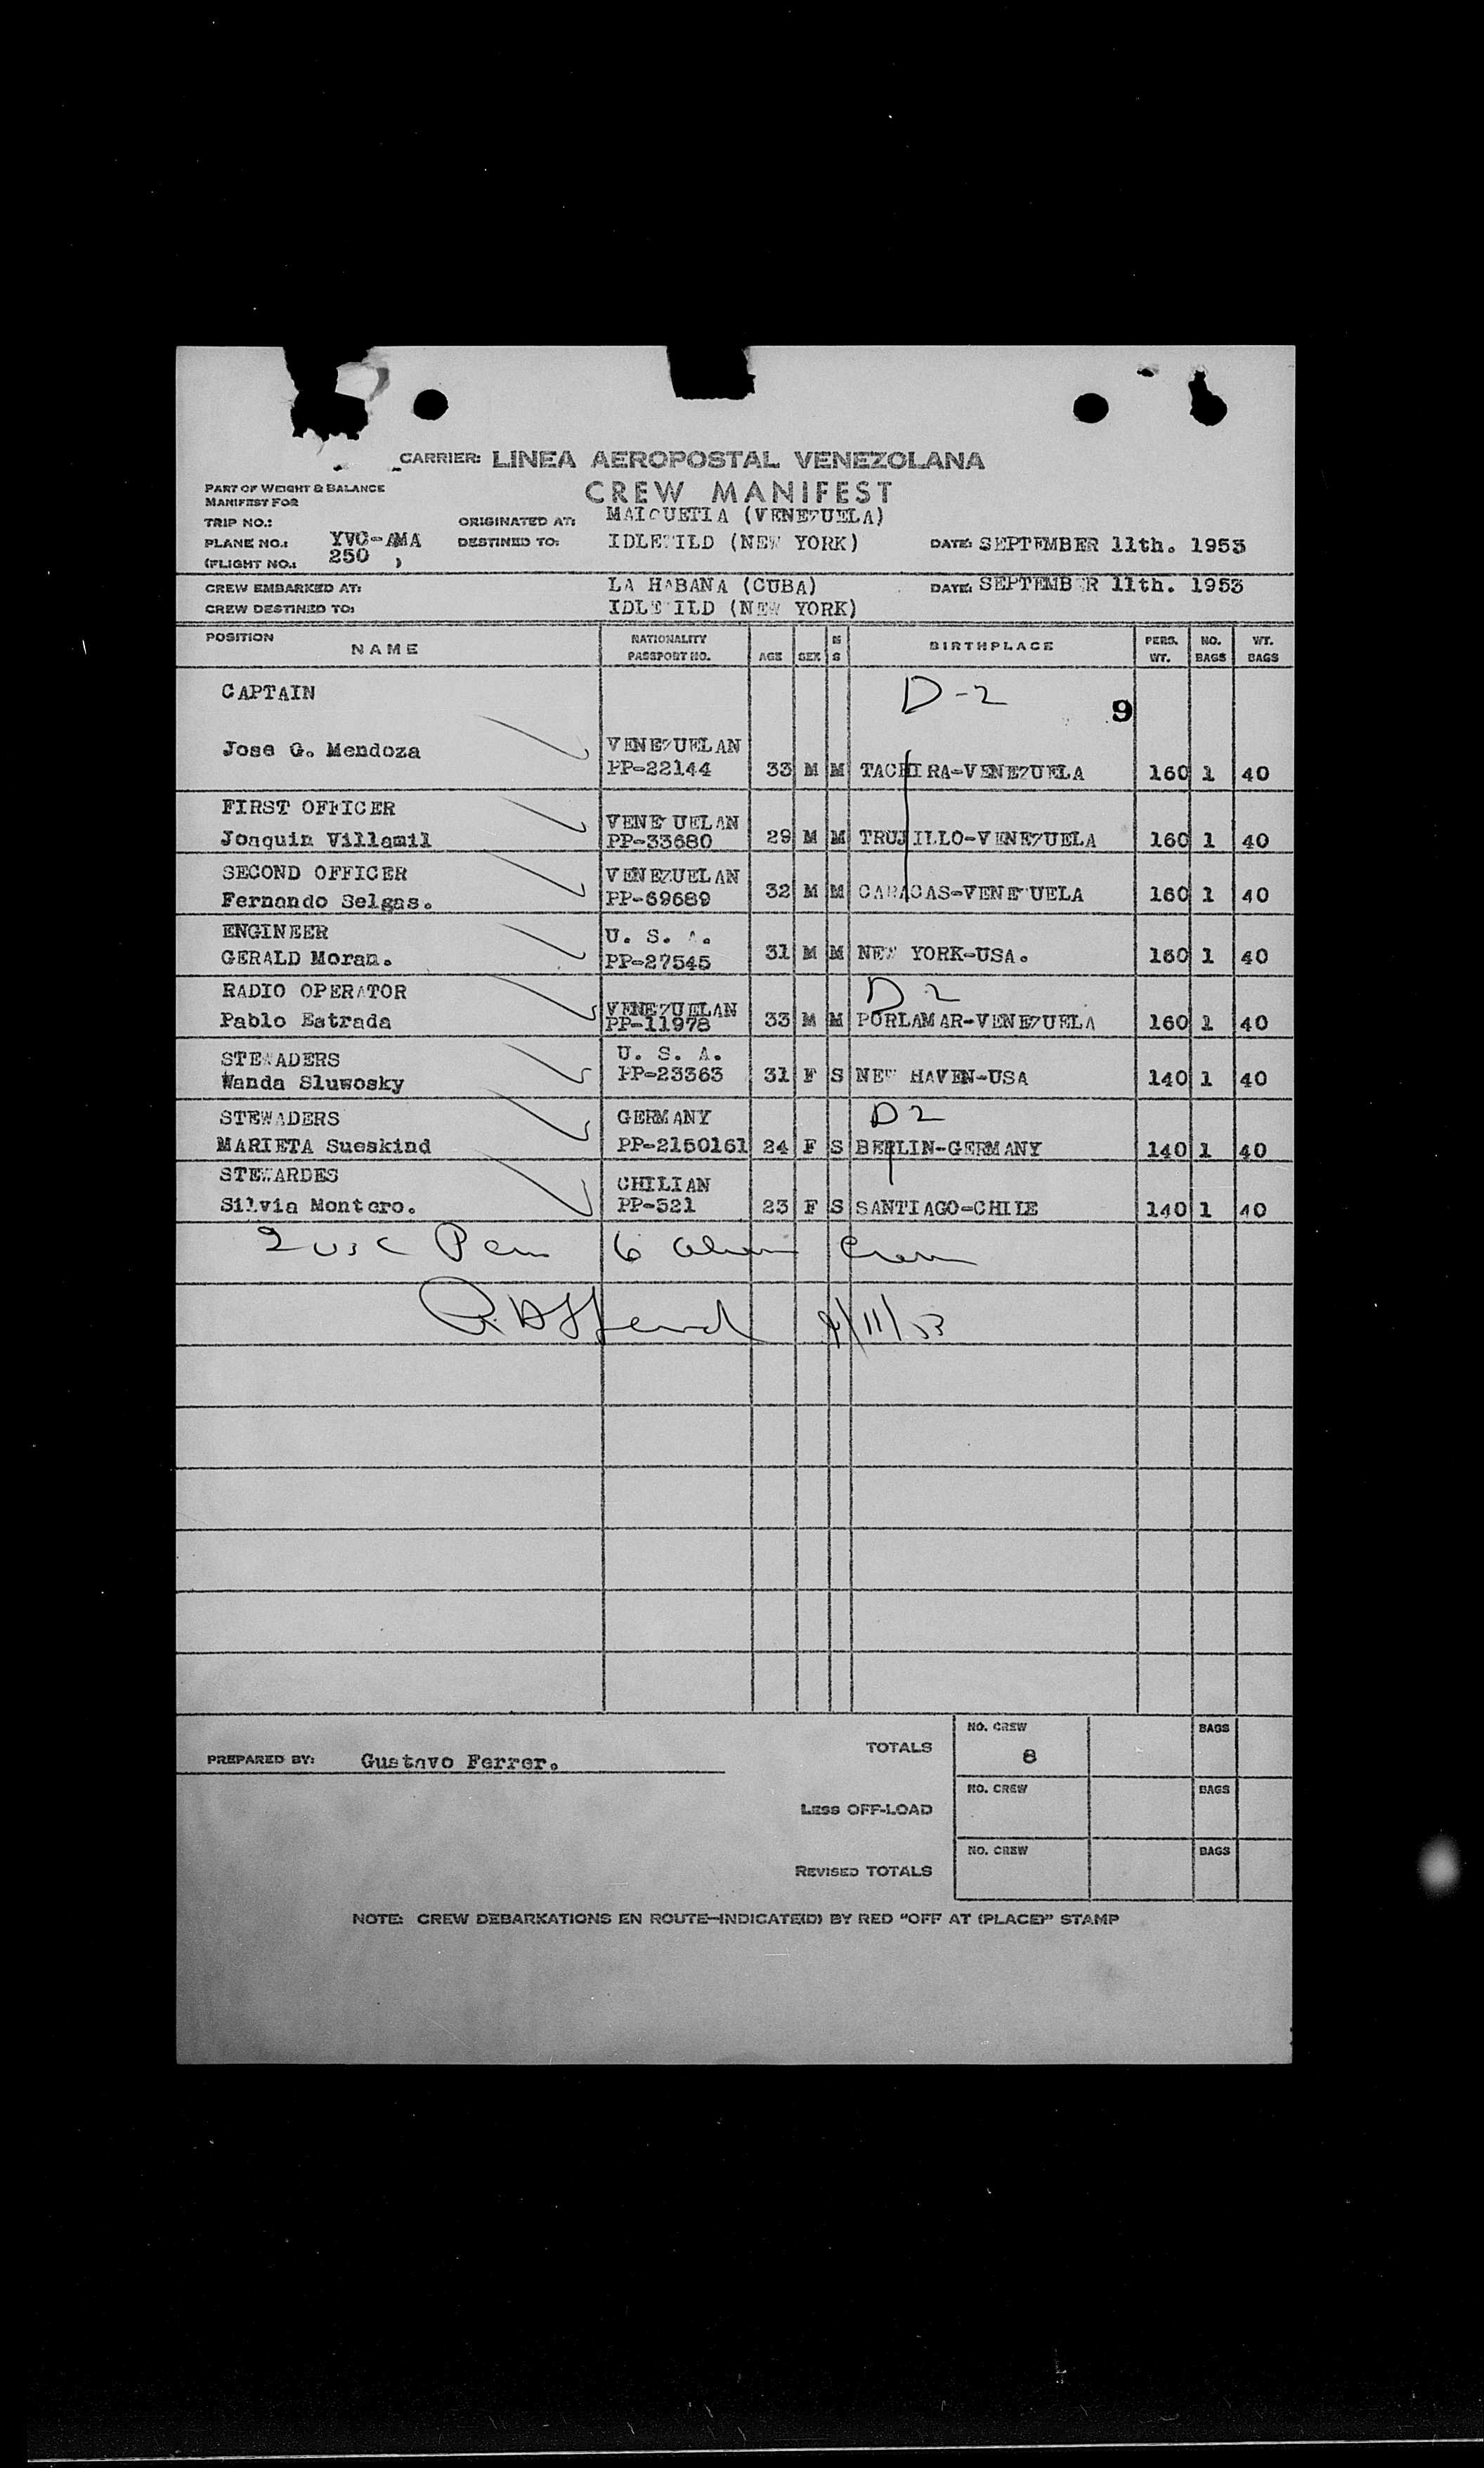 CARRIER: LINEA AEROPOSTAL VENEZOLANA
PART OF WEIGHT & BALANCE
MANIFEST FOR
CREW MANIFEST
TRIP NO.: ORIGINATED AT: MAIQUETIA (VENEZUELA)
PLANE NO.: YVC-AMA DESTINED TO: IDLEWILD (NEW YORK) DATE: SEPTEMBER 11th. 1953
(FLIGHT NO.: 250 )
CREW EMBARKED AT: LA HABANA (CUBA) DATE: SEPTEMBER 11th. 1953
CREW DESTINED TO: IDLEWILD (NEW YORK)
POSITION NAME NATIONALITY PASSPORT NO. AGE SEX M S BIRTHPLACE PERS. WT. NO. BAGS WT. BAGS
CAPTAIN D-2 9
Jose G. Mendoza VENEZUELAN PP-22144 33 M M TACHIRA-VENEZUELA 160 1 40
FIRST OFFICER
Joaquin Villamil VENEZUELAN PP-33680 29 M M TRUJILLO-VENEZUELA 160 1 40
SECOND OFFICER
Fernando Selgas. VENEZUELAN PP-69689 32 M M CARACAS-VENEZUELA 160 1 40
ENGINEER
GERALD Moran. U. S. A. PP-27545 31 M M NEW YORK-USA. 160 1 40
RADIO OPERATOR D 2
Pablo Estrada VENEZUELAN PP-11978 33 M M PORLAMAR-VENEZUELA 160 1 40
STEWADERS
Wanda Sluwosky U. S. A. PP-23363 31 F S NEW HAVEN-USA 140 1 40
STEWADERS D 2
MARIETA Sueskind GERMANY PP-2150161 24 F S BERLIN-GERMANY 140 1 40
STEWARDES
Silvia Montero. CHILIAN PP-521 23 F S SANTIAGO-CHILE 140 1 40
2 USC 6 Alien Crew
9/11/53
PREPARED BY: Gustavo Ferrer. TOTALS NO. CREW 8 BAGS
LESS OFF-LOAD NO. CREW BAGS
REVISED TOTALS NO. CREW BAGS
NOTE: CREW DEBARKATIONS EN ROUTE—INDICATE(D) BY RED "OFF AT (PLACE)" STAMP